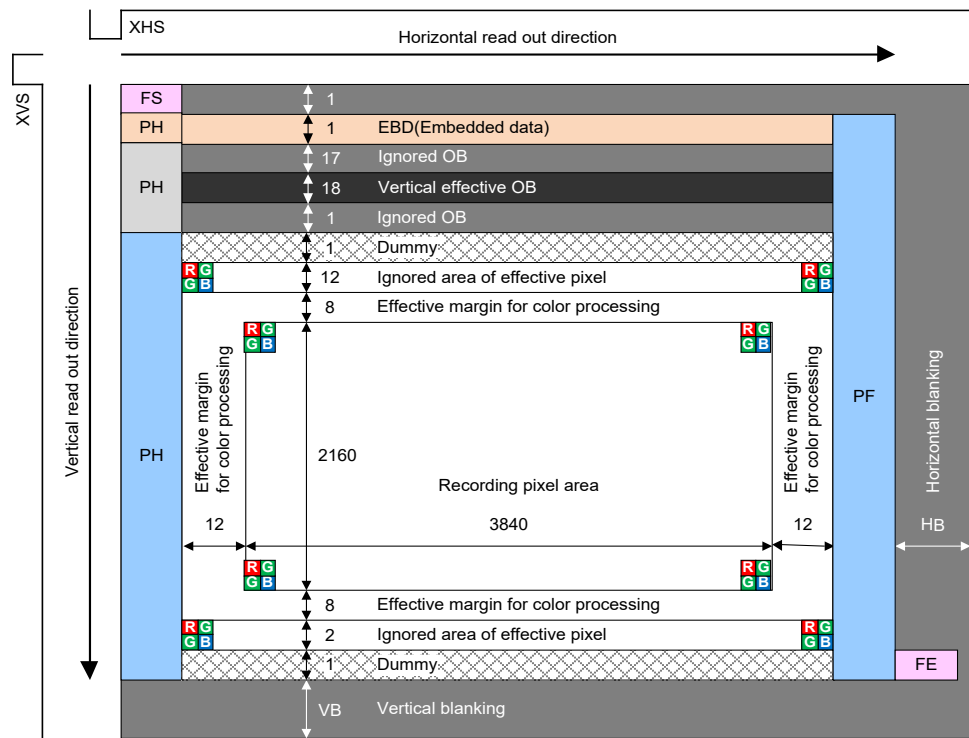 XHS
Horizontal read out direction
XVS
FS
1
PH
1 EBD(Embedded data)
17 Ignored OB
PH
18 Vertical effective OB
1 Ignored OB
1 Dummy
R G
G B
12 Ignored area of effective pixel
R G
G B
8 Effective margin for color processing
R G
G B
R G
G B
Vertical read out direction
PH
Effective margin
for color processing
2160
Recording pixel area
Effective margin
for color processing
PF
Horizontal blanking
12
3840
12
HB
R G
G B
R G
G B
8 Effective margin for color processing
R G
G B
2 Ignored area of effective pixel
R G
G B
1 Dummy
FE
VB Vertical blanking